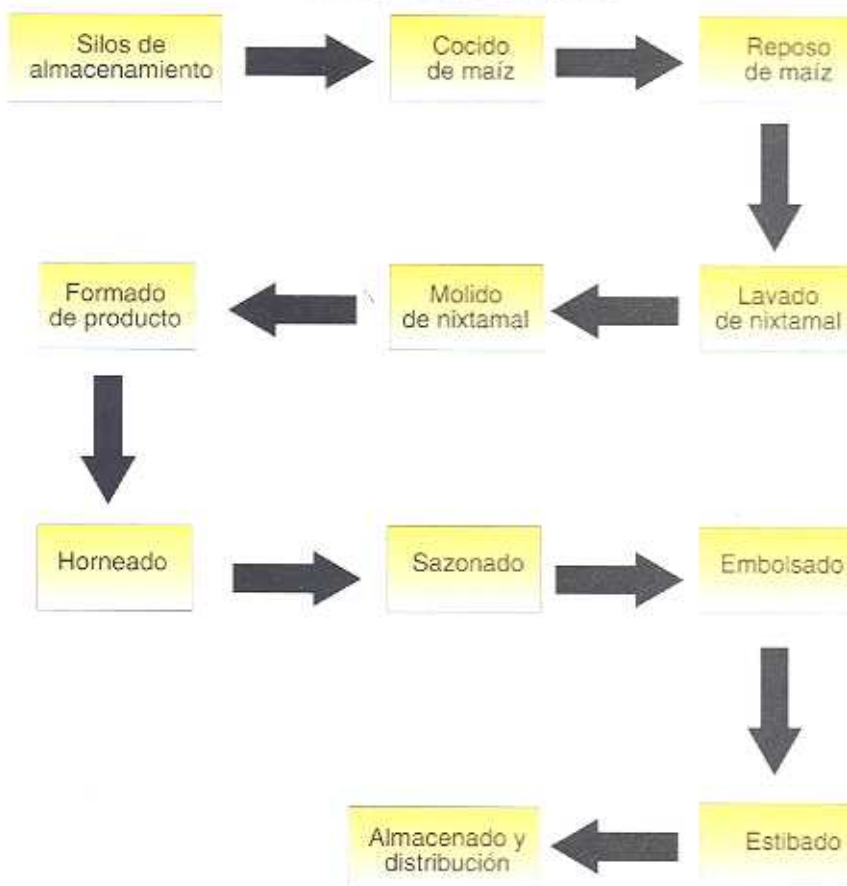 Silos de
almacenamiento
Cocido
de maíz
Reposo
de maíz
Lavado
de nixtamal
Molido
de nixtamal
Formado
de producto
Horneado
Sazonado
Embolsado
Estibado
Almacenado y
distribución